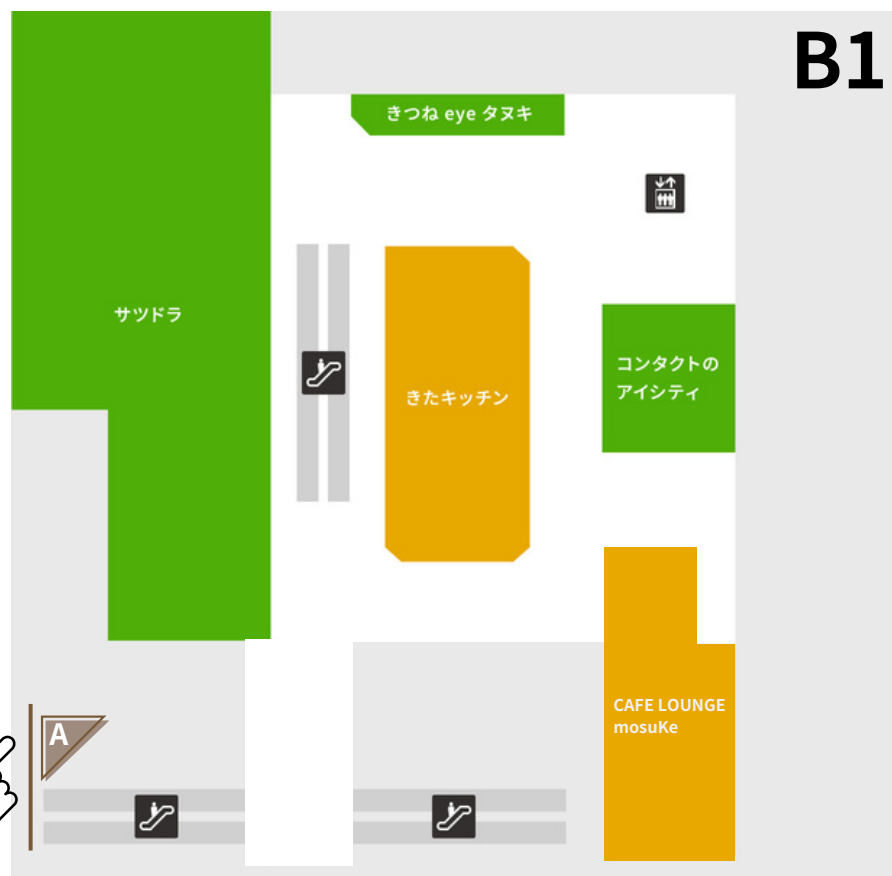 B1
きつね eye タヌキ
サツドラ
コンタクトの
アイシティ
きたキッチン
CAFE LOUNGE
mosuKe
A